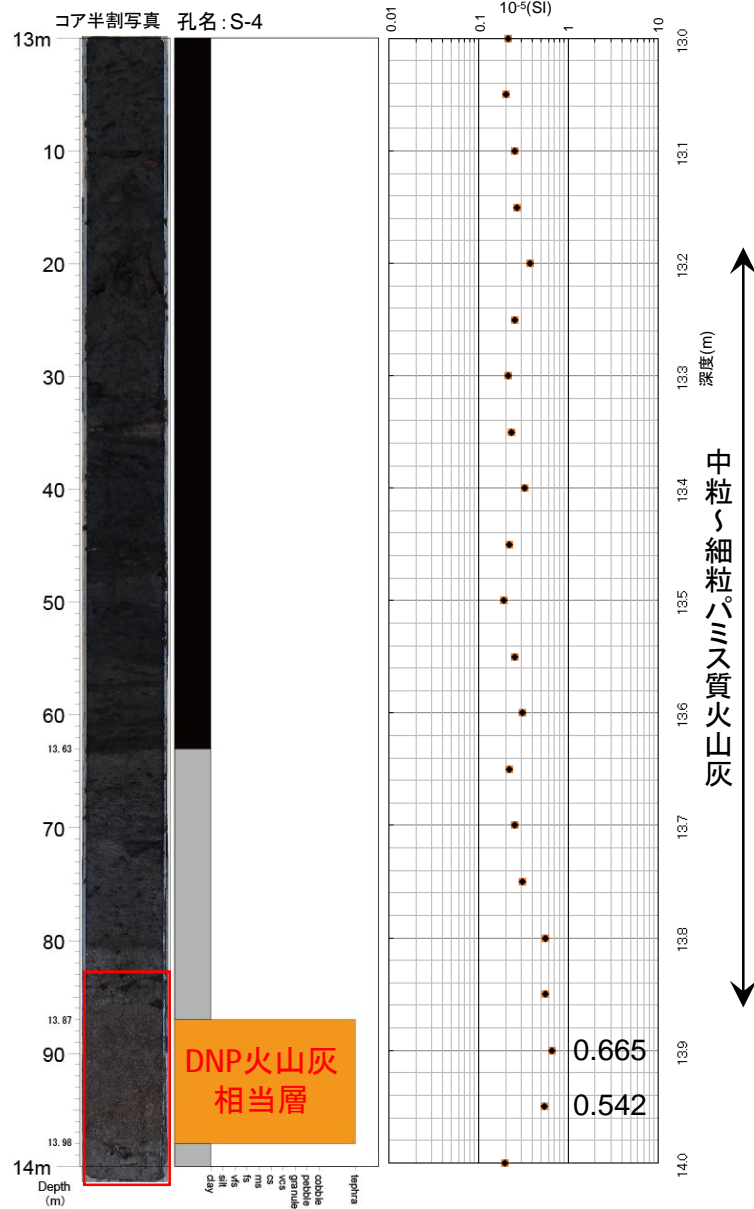 コア半割写真 孔名:S-4
13m
10
20
30
40
50
60
13.63
70
80
13.87
90
13.98
14m
Depth
(m)
DNP火山灰
相当層
clay
silt
vfs
fs
ms
cs
vcs
granule
pebble
cobble
tephra
10-5(SI)
0.01
0.1
1
10
13.0
13.1
13.2
13.3
13.4
13.5
13.6
13.7
13.8
13.9
14.0
0.665
0.542
深度(m)
中粒~細粒パミス質火山灰